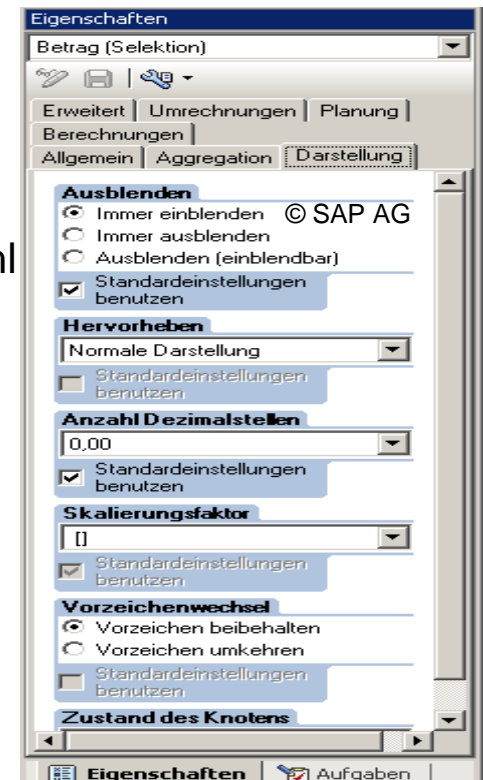 Eigenschaften
Betrag (Selektion)
Erweitert Umrechnungen Planung
Berechnungen
Allgemein Aggregation Darstellung
Ausblenden
Immer einblenden © SAP AG
Immer ausblenden
Ausblenden (einblendbar)
Standardeinstellungen
benutzen
Hervorheben
Normale Darstellung
Standardeinstellungen
benutzen
Anzahl Dezimalstellen
0,00
Standardeinstellungen
benutzen
Skalierungsfaktor
[]
Standardeinstellungen
benutzen
Vorzeichenwechsel
Vorzeichen beibehalten
Vorzeichen umkehren
Standardeinstellungen
benutzen
Zustand des Knotens
Eigenschaften Aufgaben